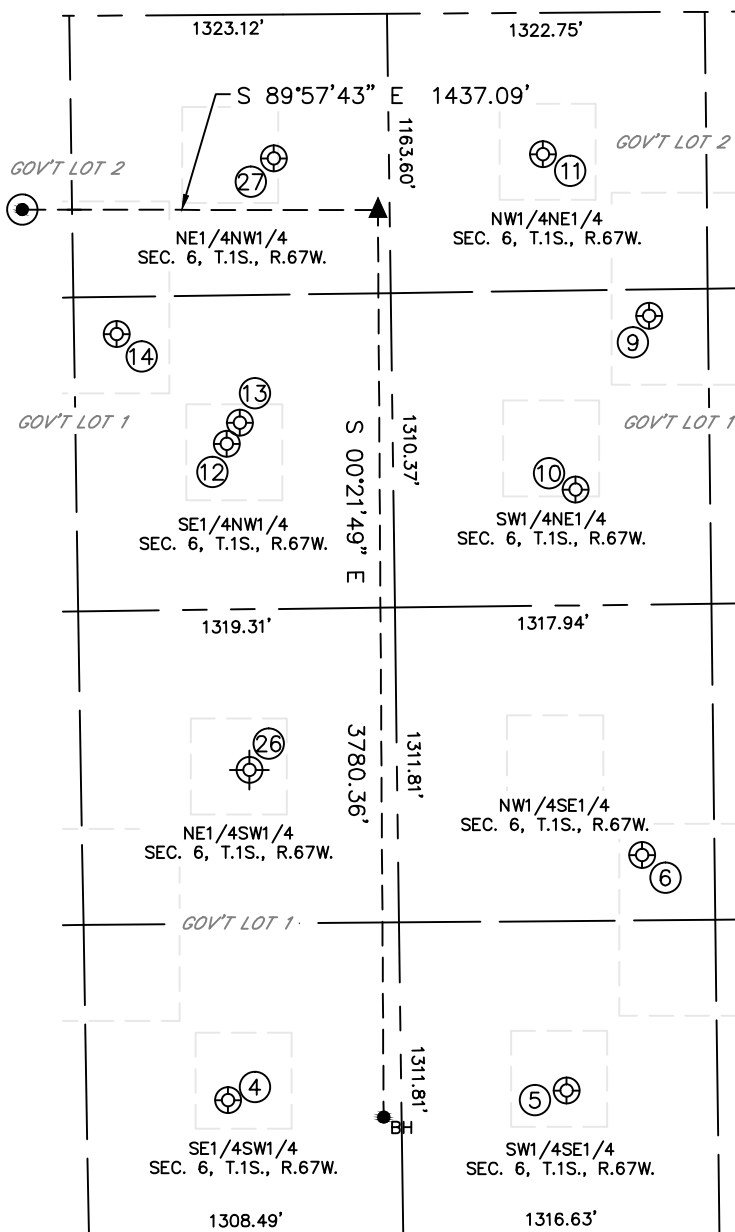 1323.12'
1322.75'
S 89°57'43" E 1437.09'
1163.60'
GOV'T LOT 2
GOV'T LOT 2
27
11
NE1/4NW1/4
SEC. 6, T.1S., R.67W.
NW1/4NE1/4
SEC. 6, T.1S., R.67W.
14
9
13
GOV'T LOT 1
GOV'T LOT 1
1310.37'
S 00°21'49" E
12
10
SE1/4NW1/4
SEC. 6, T.1S., R.67W.
SW1/4NE1/4
SEC. 6, T.1S., R.67W.
1319.31'
1317.94'
26
3780.36'
1311.81'
NE1/4SW1/4
SEC. 6, T.1S., R.67W.
NW1/4SE1/4
SEC. 6, T.1S., R.67W.
6
GOV'T LOT 1
4
1311.81'
5
BH
SE1/4SW1/4
SEC. 6, T.1S., R.67W.
SW1/4SE1/4
SEC. 6, T.1S., R.67W.
1308.49'
1316.63'